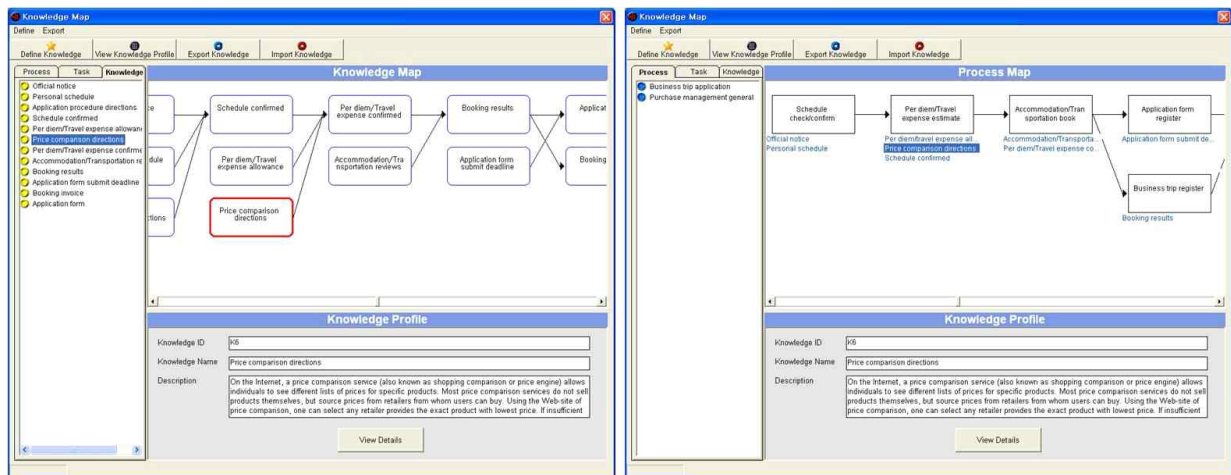 Knowledge Map
Define Export
Define Knowledge View Knowledge Profile Export Knowledge Import Knowledge
Process Task Knowledge
Official notice
Personal schedule
Application procedure directions
Schedule confirmed
Per diem/Travel expense allowan
Price comparison directions
Per diem/Travel expense confirme
Accommodation/Transportation re
Booking results
Application form submit deadline
Booking invoice
Application form
Knowledge Map
Schedule confirmed
Per diem/Travel
expense confirmed
Booking results
Applicat
dule
Per diem/Travel
expense allowance
Accommodation/Tra
nsportation reviews
Application form
submit deadline
Booking
ctions
Price comparison
directions
Knowledge Profile
Knowledge ID K6
Knowledge Name Price comparison directions
Description On the Internet, a price comparison service (also known as shopping comparison or price engine) allows
individuals to see different lists of prices for specific products. Most price comparison services do not sell
products themselves, but source prices from retailers from whom users can buy. Using the Web-site of
price comparison, one can select any retailer provides the exact product with lowest price. If insufficient
View Details
Knowledge Map
Define Export
Define Knowledge View Knowledge Profile Export Knowledge Import Knowledge
Process Task Knowledge
Business trip application
Purchase management general
Process Map
Schedule
check/confirm
Official notice
Personal schedule
Per diem/Travel
expense estimate
Per diem/travel expense all...
Price comparison directions
Schedule confirmed
Accommodation/Tran
sportation book
Accommodation/Transporta...
Per diem/Travel expense co...
Application form
register
Application form submit de...
Business trip register
Booking results
Knowledge Profile
Knowledge ID K6
Knowledge Name Price comparison directions
Description On the Internet, a price comparison service (also known as shopping comparison or price engine) allows
individuals to see different lists of prices for specific products. Most price comparison services do not sell
products themselves, but source prices from retailers from whom users can buy. Using the Web-site of
price comparison, one can select any retailer provides the exact product with lowest price. If insufficient
View Details